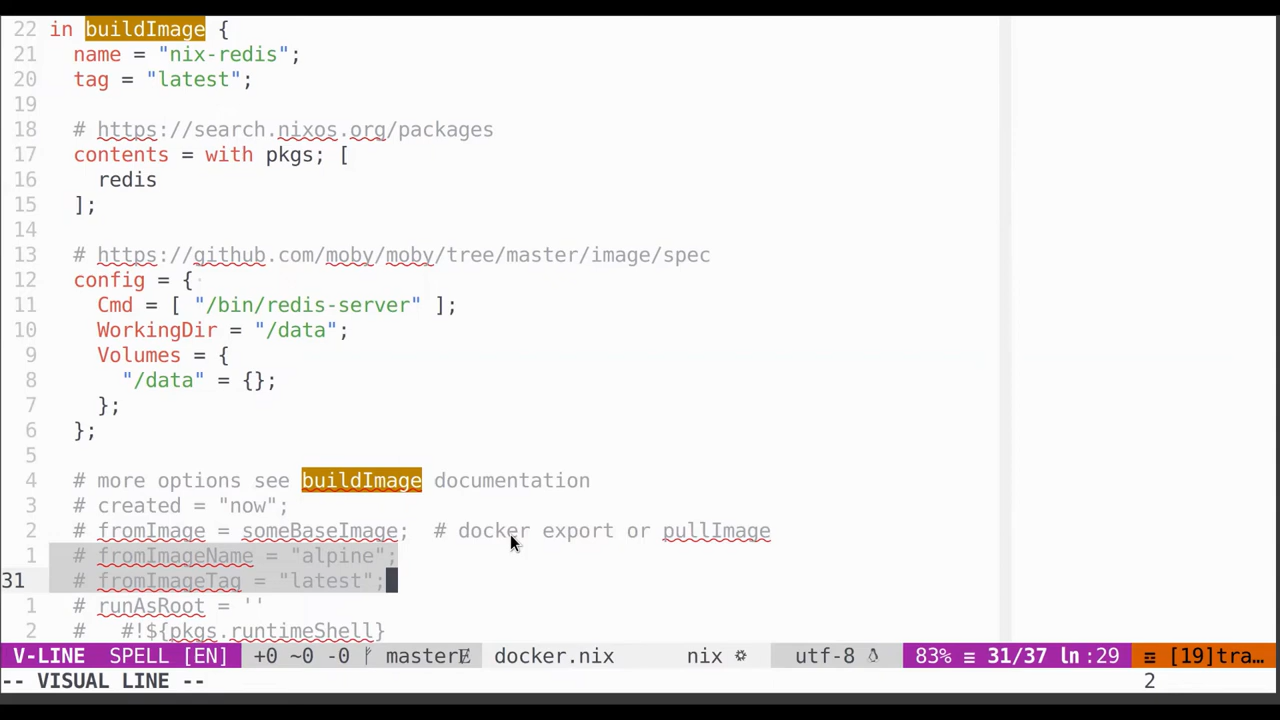 22 in buildImage {
21 name = "nix-redis";
20 tag = "latest";
19
18 # https://search.nixos.org/packages
17 contents = with pkgs; [
16 redis
15 ];
14
13 # https://github.com/moby/moby/tree/master/image/spec
12 config = {
11 Cmd = [ "/bin/redis-server" ];
10 WorkingDir = "/data";
9 Volumes = {
8 "/data" = {};
7 };
6 };
5
4 # more options see buildImage documentation
3 # created = "now";
2 # fromImage = someBaseImage; # docker export or pullImage
1 # fromImageName = "alpine";
31 # fromImageTag = "latest";
1 # runAsRoot = ''
2 # #!${pkgs.runtimeShell}
V-LINE SPELL [EN] +0 ~0 -0 ᚠ master docker.nix nix utf-8 83% ≡ 31/37 ln :29 ≡ [19]tra…
-- VISUAL LINE -- 2